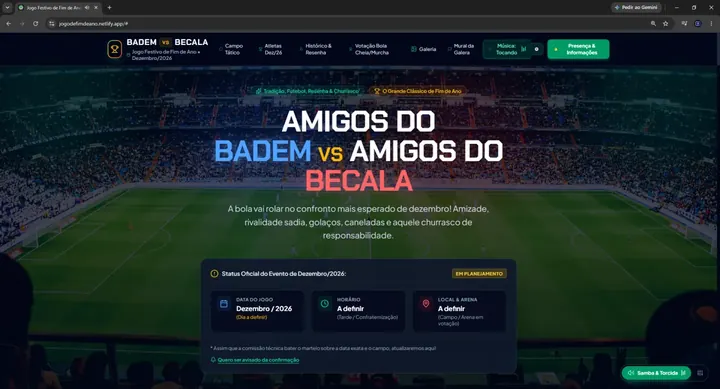 Jogo Festivo de Fim de Ano
Pedir ao Gemini
jogodefimdeano.netlify.app/#
BADEM VS BECALA
Jogo Festivo de Fim de Ano •
Dezembro/2026
Campo
Tático
Atletas
Dez/26
Histórico &
Resenha
Votação Bola
Cheia/Murcha
Galeria
Mural da
Galera
Música:
Tocando
Presença &
Informações
Tradição, Futebol, Resenha & Churrasco!
O Grande Clássico de Fim de Ano
AMIGOS DO
BADEM VS AMIGOS DO
BECALA
A bola vai rolar no confronto mais esperado de dezembro! Amizade,
rivalidade sadia, golaços, caneladas e aquele churrasco de
responsabilidade.
Status Oficial do Evento de Dezembro/2026:
EM PLANEJAMENTO
DATA DO JOGO
Dezembro / 2026
(Dia a definir!)
HORÁRIO
A definir
(Tarde / Confraternização)
LOCAL & ARENA
A definir
(Campo / Arena em
votação)
* Assim que a comissão técnica bater o martelo sobre a data exata e o campo, atualizaremos aqui!
Quero ser avisado da confirmação
Samba & Torcida